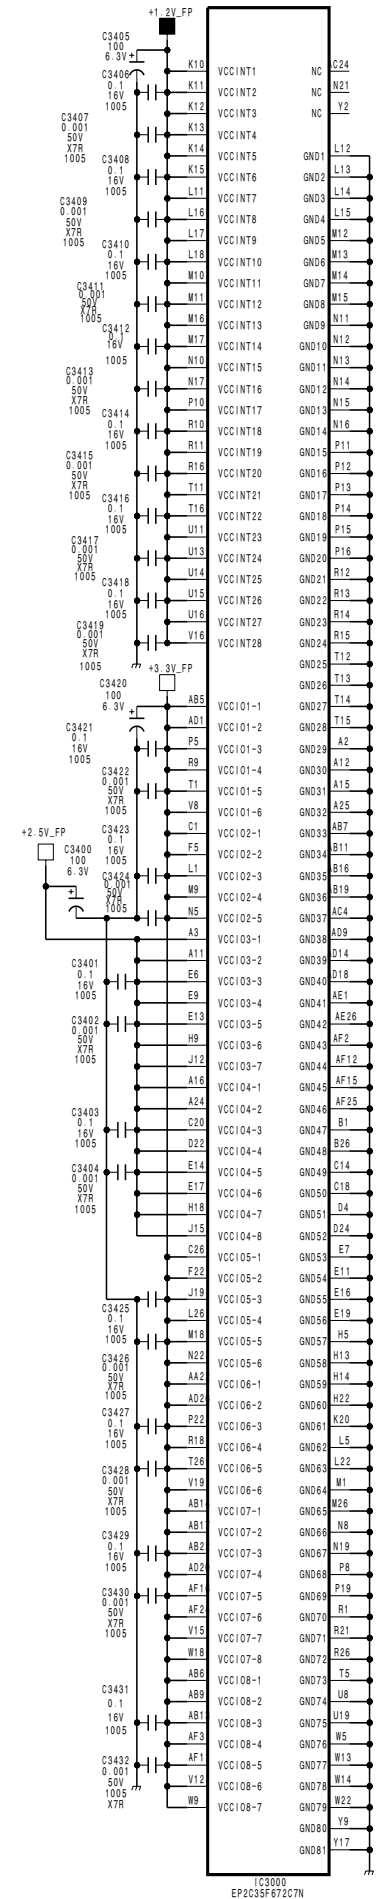 +1.2V_FP
C3405
100
6.3V +
C3406
0.1
16V
1005
C3407
0.001
50V
X7R
1005
C3408
0.1
16V
1005
C3409
0.001
50V
X7R
1005
C3410
0.1
16V
1005
C3411
0.001
50V
X7R
1005
C3412
0.1
16V
1005
C3413
0.001
50V
X7R
1005
C3414
0.1
16V
1005
C3415
0.001
50V
X7R
1005
C3416
0.1
16V
1005
C3417
0.001
50V
X7R
1005
C3418
0.1
16V
1005
C3419
0.001
50V
X7R
1005
+3.3V_FP
C3420
100
6.3V +
C3421
0.1
16V
1005
C3422
0.001
50V
X7R
1005
C3423
0.1
16V
1005
C3424
0.001
50V
X7R
1005
+2.5V_FP
C3400
100
6.3V +
C3401
0.1
16V
1005
C3402
0.001
50V
X7R
1005
C3403
0.1
16V
1005
C3404
0.001
50V
X7R
1005
C3425
0.1
16V
1005
C3426
0.001
50V
X7R
1005
C3427
0.1
16V
1005
C3428
0.001
50V
X7R
1005
C3429
0.1
16V
1005
C3430
0.001
50V
X7R
1005
C3431
0.1
16V
1005
C3432
0.001
50V
1005
X7R
K10 VCCINT1
K11 VCCINT2
K12 VCCINT3
K13 VCCINT4
K14 VCCINT5
K15 VCCINT6
L11 VCCINT7
L16 VCCINT8
L17 VCCINT9
L18 VCCINT10
M10 VCCINT11
M11 VCCINT12
M16 VCCINT13
M17 VCCINT14
N10 VCCINT15
N17 VCCINT16
P10 VCCINT17
R10 VCCINT18
R11 VCCINT19
R16 VCCINT20
T11 VCCINT21
T16 VCCINT22
U11 VCCINT23
U13 VCCINT24
U14 VCCINT25
U15 VCCINT26
U16 VCCINT27
V16 VCCINT28
AB5 VCCIO1-1
AD1 VCCIO1-2
P5 VCCIO1-3
R9 VCCIO1-4
T1 VCCIO1-5
V8 VCCIO1-6
C1 VCCIO2-1
F5 VCCIO2-2
L1 VCCIO2-3
M9 VCCIO2-4
N5 VCCIO2-5
A3 VCCIO3-1
A11 VCCIO3-2
E6 VCCIO3-3
E9 VCCIO3-4
E13 VCCIO3-5
H9 VCCIO3-6
J12 VCCIO3-7
A16 VCCIO4-1
A24 VCCIO4-2
C20 VCCIO4-3
D22 VCCIO4-4
E14 VCCIO4-5
E17 VCCIO4-6
H18 VCCIO4-7
J15 VCCIO4-8
C26 VCCIO5-1
F22 VCCIO5-2
J19 VCCIO5-3
L26 VCCIO5-4
M18 VCCIO5-5
N22 VCCIO5-6
AA2 VCCIO6-1
AD2 VCCIO6-2
P22 VCCIO6-3
R18 VCCIO6-4
T26 VCCIO6-5
V19 VCCIO6-6
AB1 VCCIO7-1
AB1 VCCIO7-2
AB2 VCCIO7-3
AD2 VCCIO7-4
AF1 VCCIO7-5
AF2 VCCIO7-6
V15 VCCIO7-7
W18 VCCIO7-8
AB6 VCCIO8-1
AB9 VCCIO8-2
AB1 VCCIO8-3
AF3 VCCIO8-4
AF1 VCCIO8-5
V12 VCCIO8-6
W9 VCCIO8-7
NC AC24
NC N21
NC Y2
GND1 L12
GND2 L13
GND3 L14
GND4 L15
GND5 M12
GND6 M13
GND7 M14
GND8 M15
GND9 N11
GND10 N12
GND11 N13
GND12 N14
GND13 N15
GND14 N16
GND15 P11
GND16 P12
GND17 P13
GND18 P14
GND19 P15
GND20 P16
GND21 R12
GND22 R13
GND23 R14
GND24 R15
GND25 T12
GND26 T13
GND27 T14
GND28 T15
GND29 A2
GND30 A12
GND31 A15
GND32 A25
GND33 AB7
GND34 AB11
GND35 AB16
GND36 AB19
GND37 AC4
GND38 AD9
GND39 AD14
GND40 AD18
GND41 AE1
GND42 AE26
GND43 AF2
GND44 AF12
GND45 AF15
GND46 AF25
GND47 B1
GND48 B26
GND49 C14
GND50 C18
GND51 D4
GND52 D24
GND53 E7
GND54 E11
GND55 E16
GND56 E19
GND57 H5
GND58 H13
GND59 H14
GND60 H22
GND61 K20
GND62 L5
GND63 L22
GND64 M1
GND65 M26
GND66 N8
GND67 N19
GND68 P8
GND69 P19
GND70 R1
GND71 R21
GND72 R26
GND73 T5
GND74 U8
GND75 U19
GND76 W5
GND77 W13
GND78 W14
GND79 W22
GND80 Y9
GND81 Y17
IC3000
EP2C35F672C7N